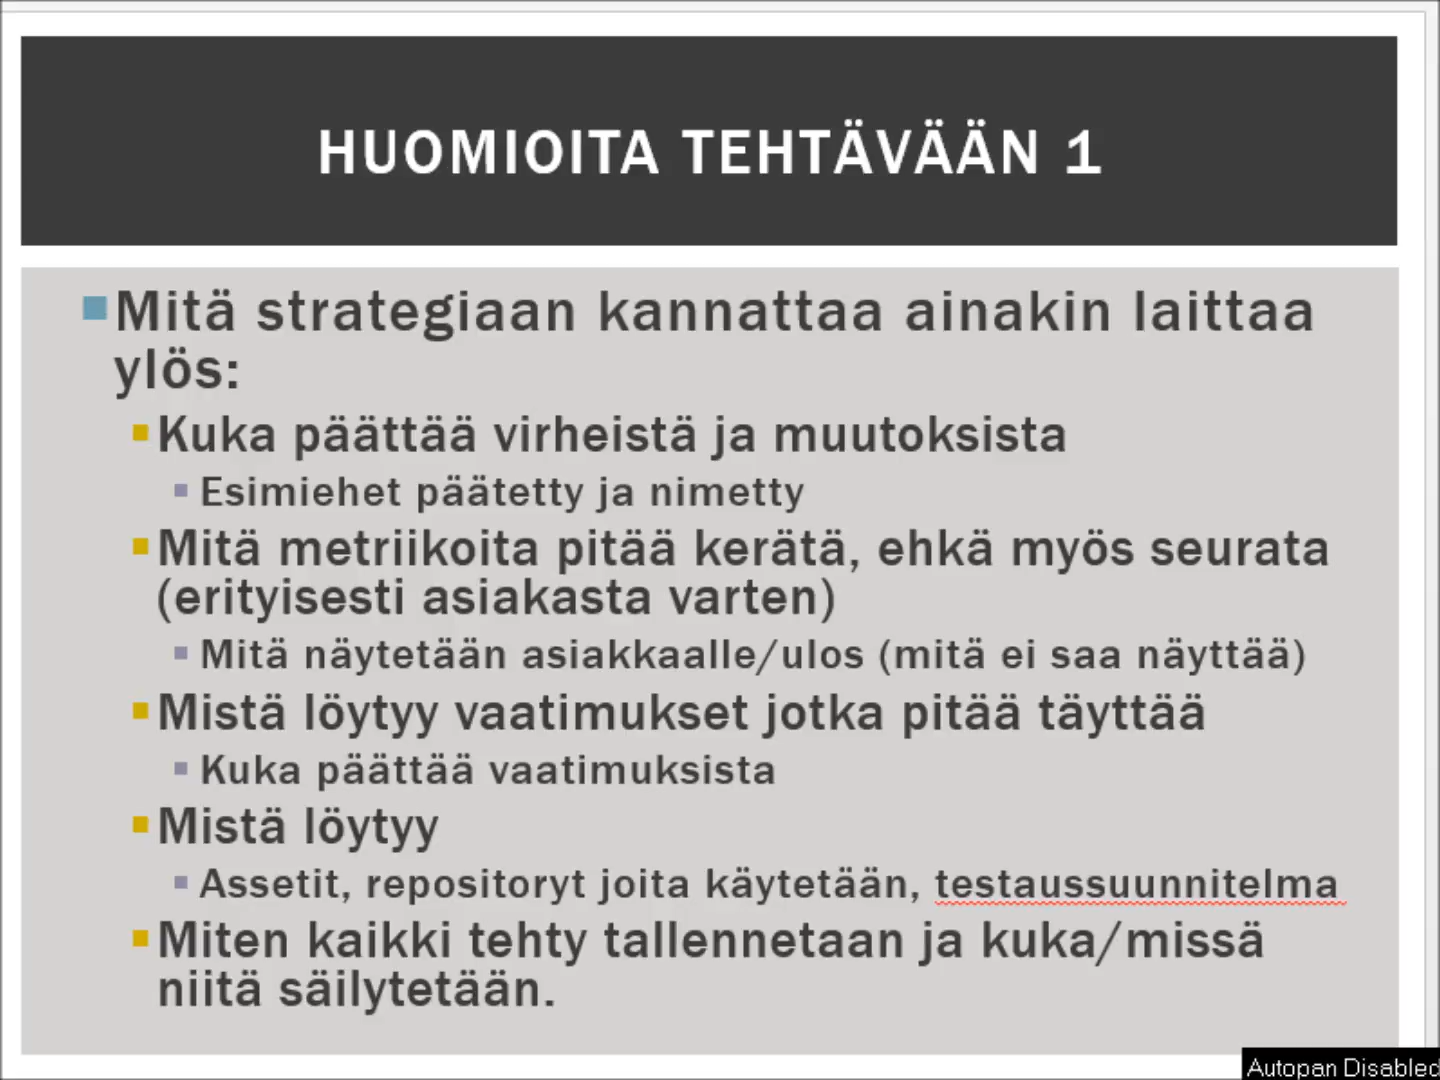 HUOMIOITA TEHTÄVÄÄN 1
Mitä strategiaan kannattaa ainakin laittaa
ylös:
Kuka päättää virheistä ja muutoksista
Esimiehet päätetty ja nimetty
Mitä metriikoita pitää kerätä, ehkä myös seurata
(erityisesti asiakasta varten)
Mitä näytetään asiakkaalle/ulos (mitä ei saa näyttää)
Mistä löytyy vaatimukset jotka pitää täyttää
Kuka päättää vaatimuksista
Mistä löytyy
Assetit, repositoryt joita käytetään, testaussuunnitelma
Miten kaikki tehty tallennetaan ja kuka/missä
niitä säilytetään.
Autopan Disabled